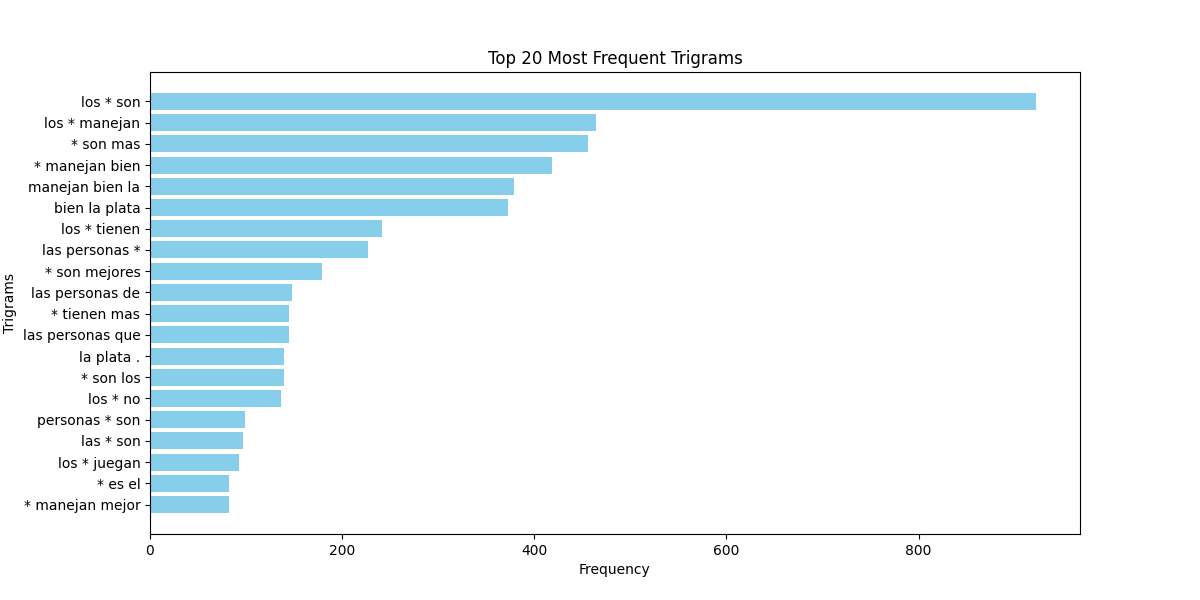 Top 20 Most Frequent Trigrams
Trigrams
los * son
los * manejan
* son mas
* manejan bien
manejan bien la
bien la plata
los * tienen
las personas *
* son mejores
las personas de
* tienen mas
las personas que
la plata .
* son los
los * no
personas * son
las * son
los * juegan
* es el
* manejan mejor
0 200 400 600 800
Frequency